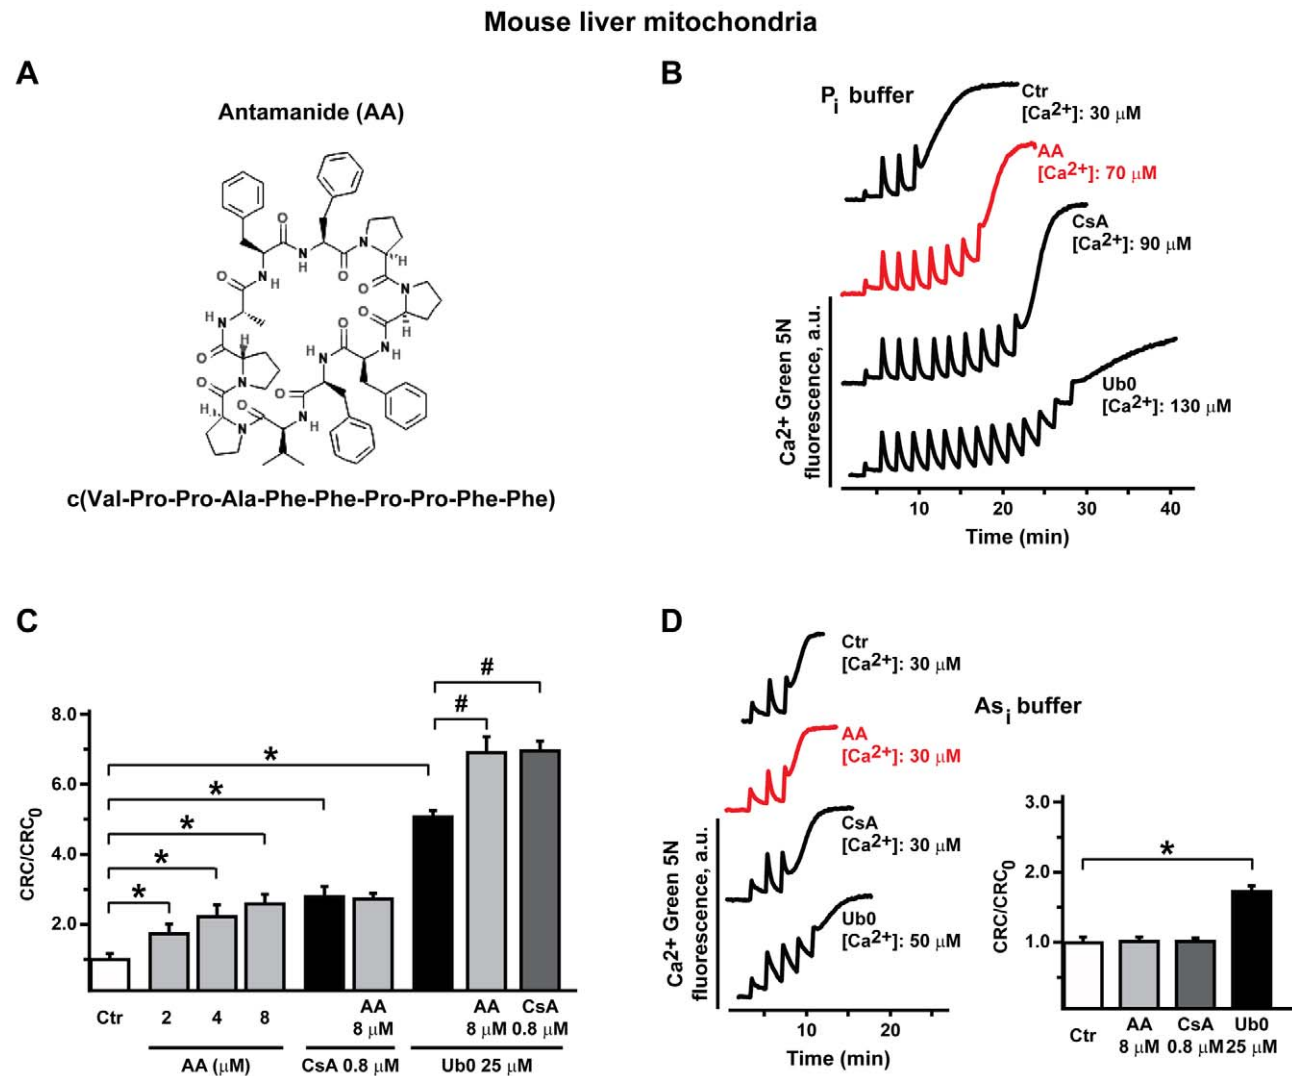 Mouse liver mitochondria
A
Antamanide (AA)
c(Val-Pro-Pro-Ala-Phe-Phe-Pro-Pro-Phe-Phe)
B
Pi buffer
Ctr
[Ca2+]: 30 μM
AA
[Ca2+]: 70 μM
CsA
[Ca2+]: 90 μM
Ub0
[Ca2+]: 130 μM
Ca2+ Green 5N
fluorescence, a.u.
10 20 30 40
Time (min)
C
CRC/CRC0
8.0
6.0
4.0
2.0
* * * * * # #
Ctr 2 4 8 AA AA CsA
8 μM 8 μM 0.8 μM
AA (μM) CsA 0.8 μM Ub0 25 μM
D
Ctr
[Ca2+]: 30 μM
AA
[Ca2+]: 30 μM
CsA
[Ca2+]: 30 μM
Ub0
[Ca2+]: 50 μM
Ca2+ Green 5N
fluorescence, a.u.
10 20
Time (min)
Asi buffer
CRC/CRC0
3.0
2.0
1.0
*
Ctr AA CsA Ub0
8 μM 0.8 μM 25 μM